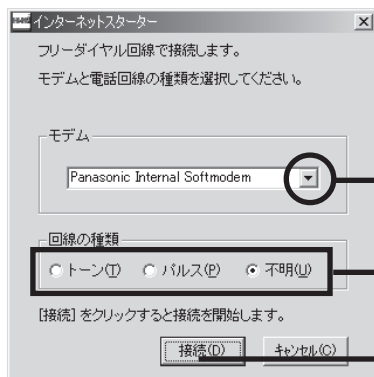 インターネットスターター
フリーダイヤル回線で接続します。
モデムと電話回線の種類を選択してください。
モデム
Panasonic Internal Softmodem
回線の種類
トーン(T) パルス(P) 不明(U)
[接続] をクリックすると接続を開始します。
接続(D) キャンセル(C)